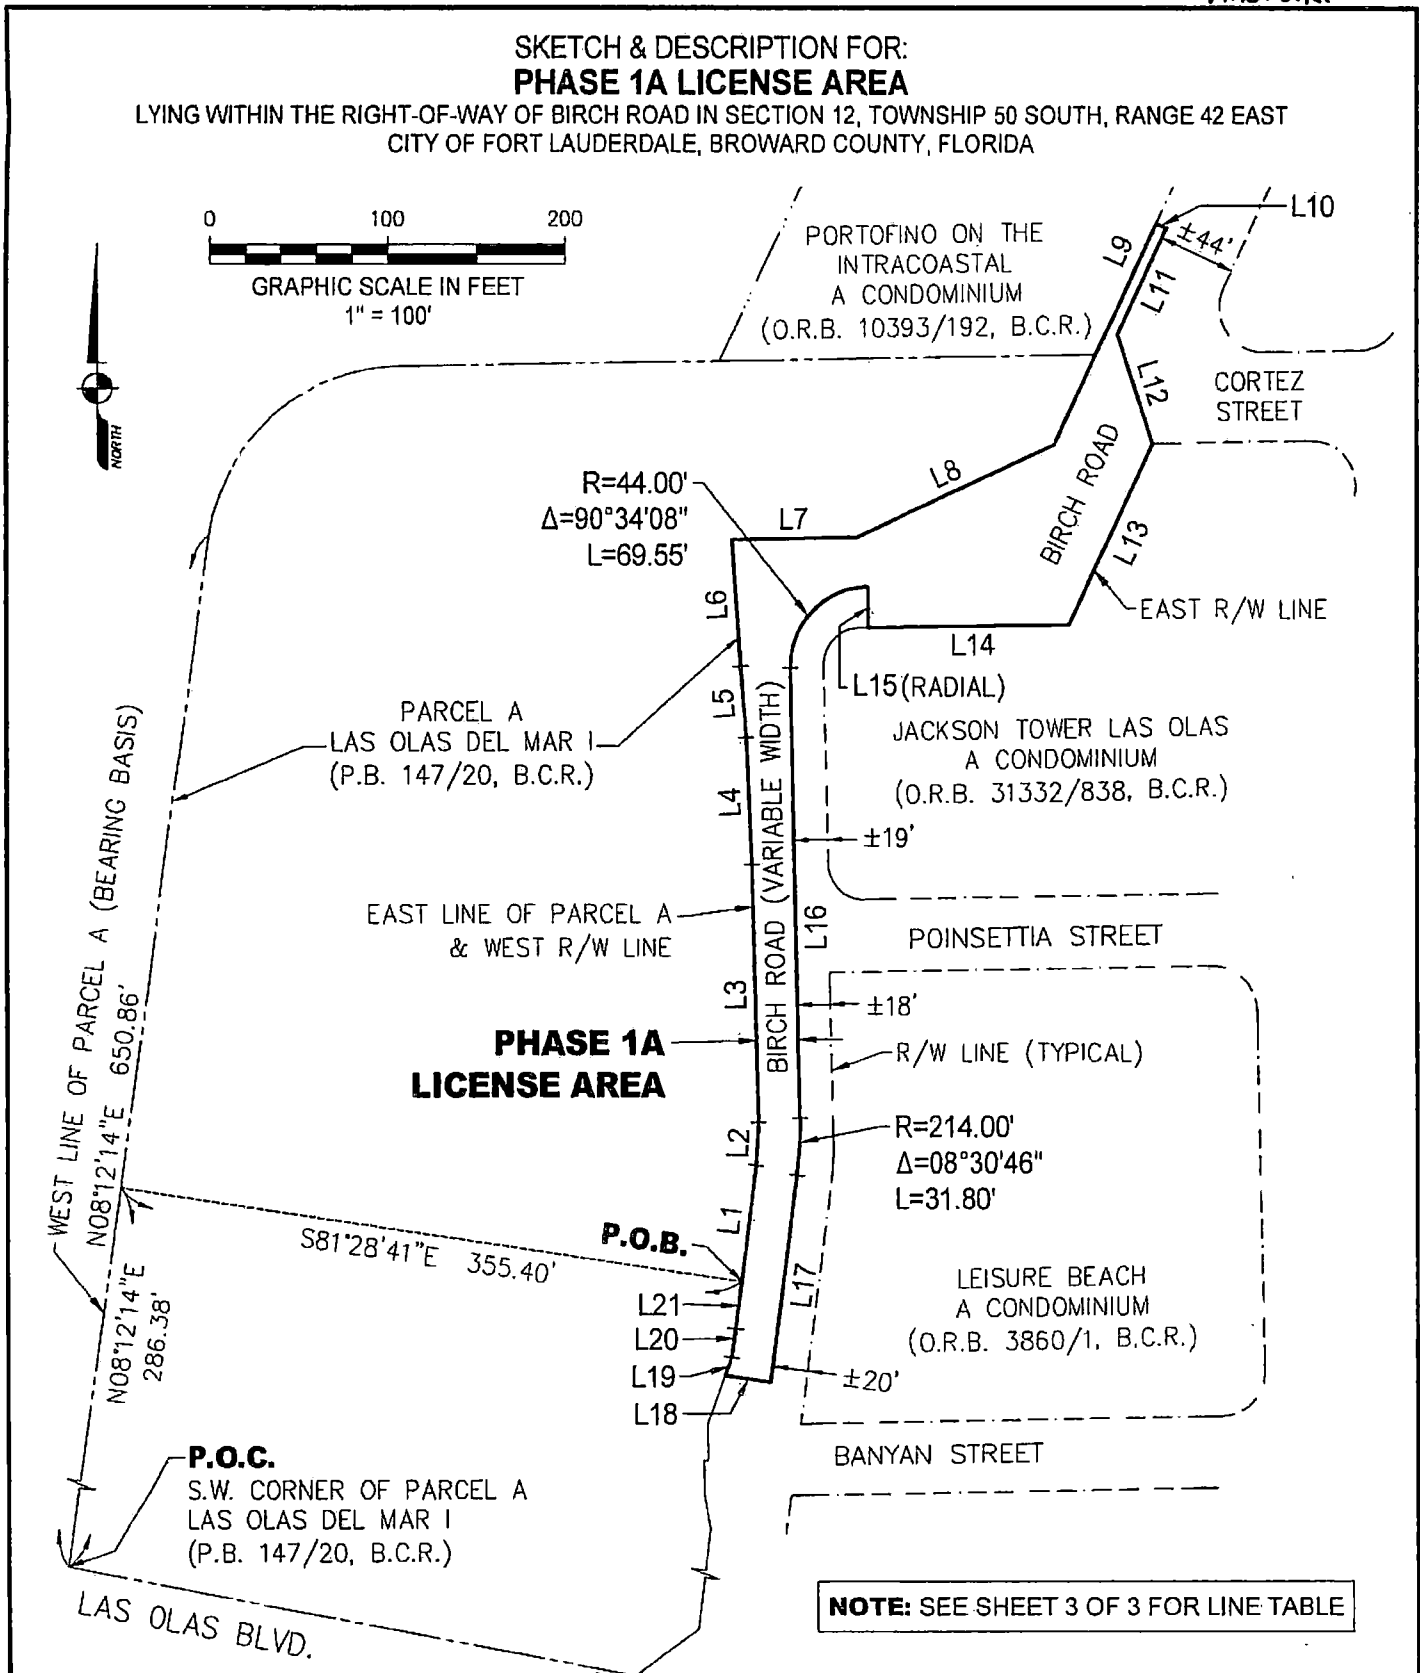 SKETCH & DESCRIPTION FOR:
PHASE 1A LICENSE AREA
LYING WITHIN THE RIGHT-OF-WAY OF BIRCH ROAD IN SECTION 12, TOWNSHIP 50 SOUTH, RANGE 42 EAST
CITY OF FORT LAUDERDALE, BROWARD COUNTY, FLORIDA
0 100 200
GRAPHIC SCALE IN FEET
1" = 100'
NORTH
PORTOFINO ON THE
INTRACOASTAL
A CONDOMINIUM
(O.R.B. 10393/192, B.C.R.)
L9
L10
±44'
L11
L12
CORTEZ
STREET
BIRCH ROAD
L13
EAST R/W LINE
L8
L7
R=44.00'
Δ=90°34'08"
L=69.55'
L6
L14
L15(RADIAL)
L5
PARCEL A
LAS OLAS DEL MAR I
(P.B. 147/20, B.C.R.)
JACKSON TOWER LAS OLAS
A CONDOMINIUM
(O.R.B. 31332/838, B.C.R.)
L4
BIRCH ROAD (VARIABLE WIDTH)
±19'
EAST LINE OF PARCEL A
& WEST R/W LINE
L16
POINSETTIA STREET
L3
±18'
PHASE 1A
LICENSE AREA
R/W LINE (TYPICAL)
WEST LINE OF PARCEL A (BEARING BASIS)
N08°12'14"E 650.86'
L2
R=214.00'
Δ=08°30'46"
L=31.80'
L1
P.O.B.
S81°28'41"E 355.40'
L17
N08°12'14"E
286.38'
LEISURE BEACH
A CONDOMINIUM
(O.R.B. 3860/1, B.C.R.)
L21
L20
L19
L18
±20'
BANYAN STREET
P.O.C.
S.W. CORNER OF PARCEL A
LAS OLAS DEL MAR I
(P.B. 147/20, B.C.R.)
LAS OLAS BLVD.
NOTE: SEE SHEET 3 OF 3 FOR LINE TABLE